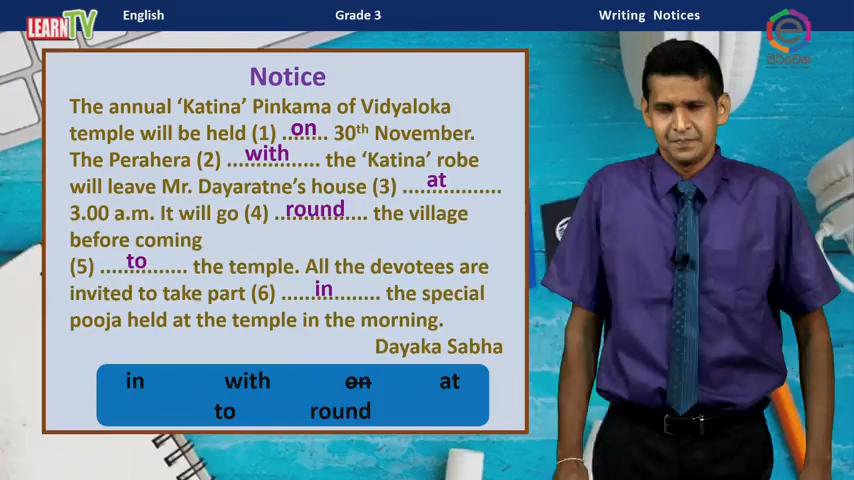 LEARN TV
English
Grade 3
Writing Notices
පිරිවෙන
Notice
The annual ‘Katina’ Pinkama of Vidyaloka
temple will be held (1) ...on... 30th November.
The Perahera (2) ...with... the ‘Katina’ robe
will leave Mr. Dayaratne’s house (3) ...at...
3.00 a.m. It will go (4) ...round... the village
before coming
(5) ...to... the temple. All the devotees are
invited to take part (6) ...in... the special
pooja held at the temple in the morning.
Dayaka Sabha
in with on at
to round